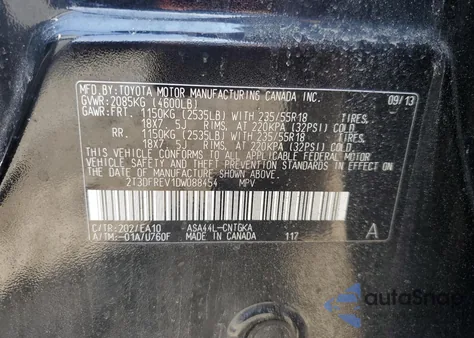 MFD.BY:TOYOTA MOTOR MANUFACTURING CANADA INC. 09/13
GVWR:2085KG (4600LB)
GAWR:FRT. 1150KG (2535LB) WITH 235/55R18 TIRES,
18X7. 5J RIMS, AT 220KPA (32PSI) COLD
RR. 1150KG (2535LB) WITH 235/55R18 TIRES,
18X7. 5J RIMS, AT 220KPA (32PSI) COLD
THIS VEHICLE CONFORMS TO ALL APPLICABLE FEDERAL MOTOR
VEHICLE SAFETY AND STANDARDS IN EFFECT ON THE
DATE OF MANUFACTURE SHOWN ABOVE.
2T3DFREV1DW088454 MPV
C/TR:202/EA10 -ASA44L-CNTGKA
A/TM:-01A/U760F MADE IN CANADA 117 A
autoSnap